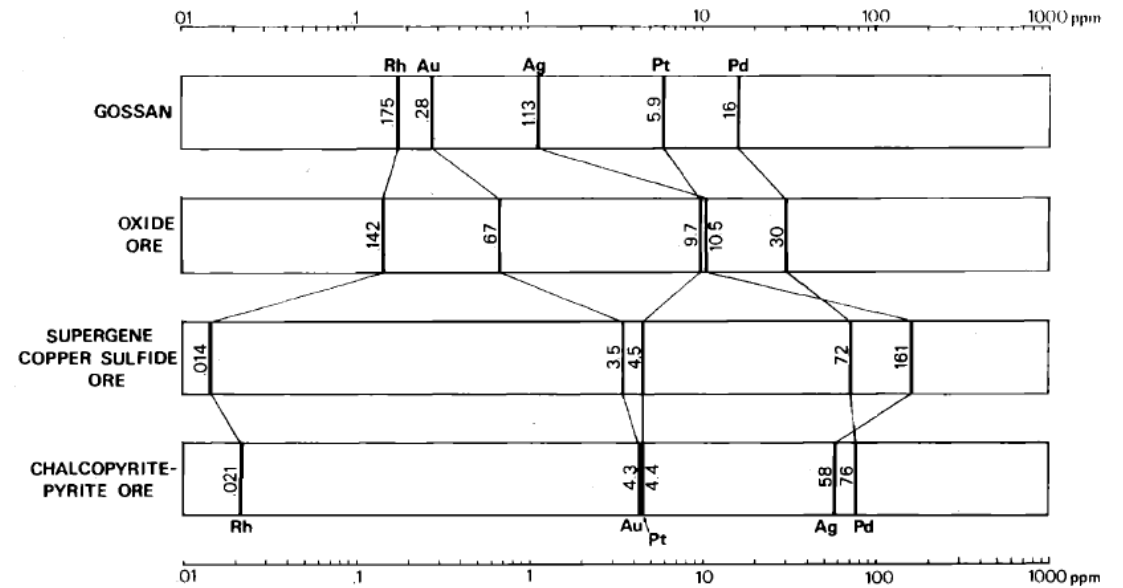 01 .1 1 10 100 1000 ppm
Rh Au Ag Pt Pd
GOSSAN
.175 .28 1.13 5.9 16
OXIDE
ORE
.142 .67 9.7 10.5 30
SUPERGENE
COPPER SULFIDE
ORE
.014 3.5 4.5 72 161
CHALCOPYRITE-
PYRITE ORE
.021 4.3 4.4 58 76
Rh Au Pt Ag Pd
.01 .1 1 10 100 1000 ppm